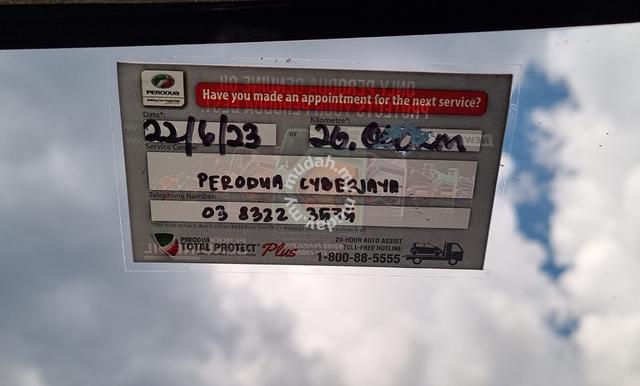 PERODUA
Have you made an appointment for the next service?
Date*:
22/6/23
or
Kilometre*:
Service Centre
PERODUA CYBERJAYA
mudah.my
Telephone Number:
03 8322
PERODUA
TOTAL PROTECT Plus
24-HOUR AUTO ASSIST
TOLL-FREE HOTLINE
1-800-88-5555